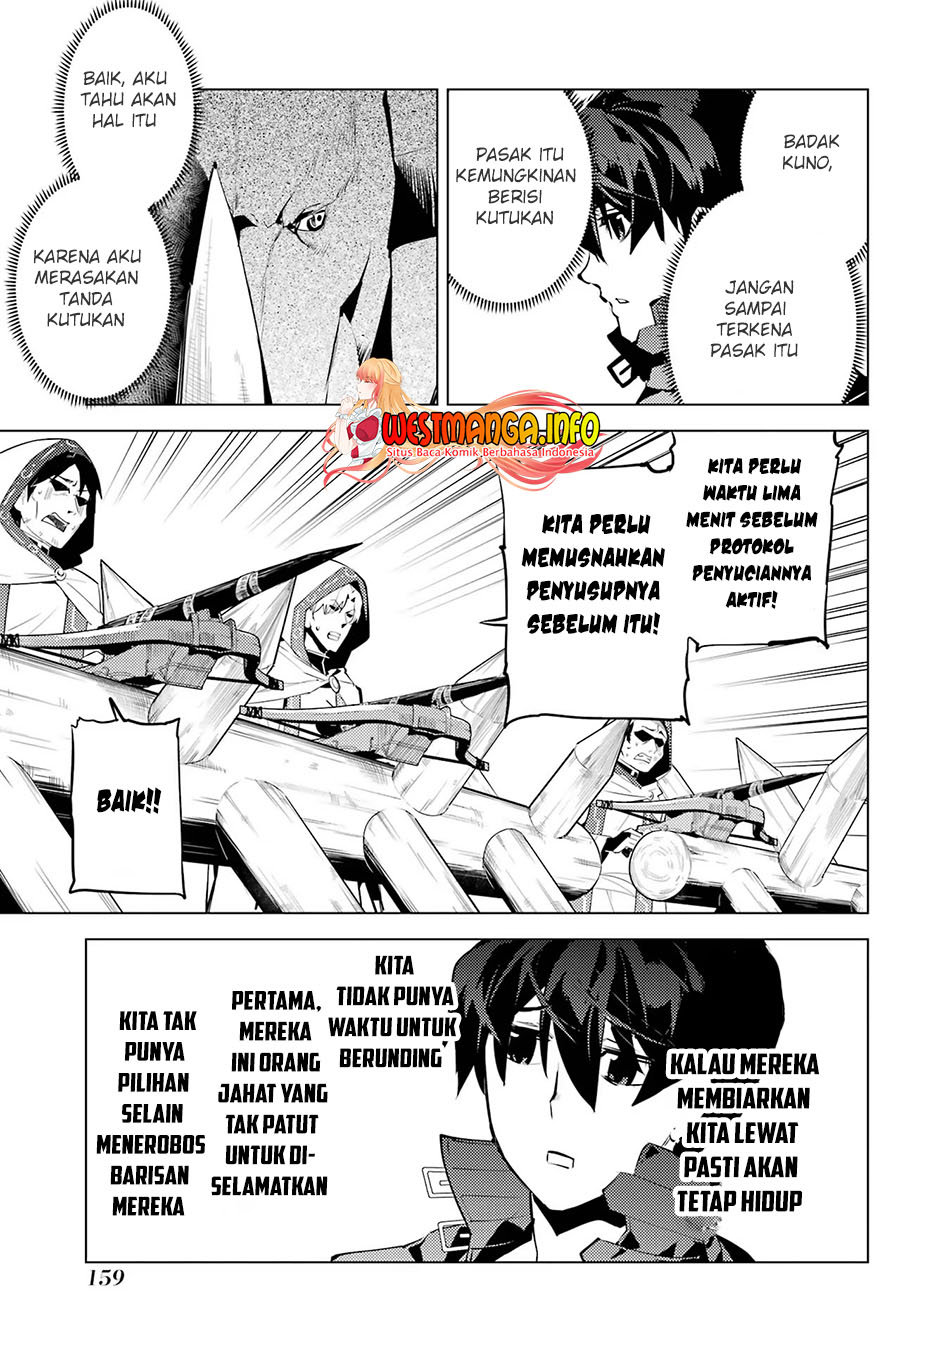 BADAK
KUNO,
JANGAN
SAMPAI
TERKENA
PASAK ITU
PASAK ITU
KEMUNGKINAN
BERISI
KUTUKAN
BAIK, AKU
TAHU AKAN
HAL ITU
KARENA AKU
MERASAKAN
TANDA
KUTUKAN
WESTMANGA.INFO
Situs Baca Komik Berbahasa Indonesia
KITA PERLU
WAKTU LIMA
MENIT SEBELUM
PROTOKOL
PENYUCIANNYA
AKTIF!
KITA PERLU
MEMUSNAHKAN
PENYUSUPNYA
SEBELUM ITU!
BAIK!!
KALAU MEREKA
MEMBIARKAN
KITA LEWAT
PASTI AKAN
TETAP HIDUP
KITA
TIDAK PUNYA
WAKTU UNTUK
BERUNDING
PERTAMA,
MEREKA
INI ORANG
JAHAT YANG
TAK PATUT
UNTUK DI-
SELAMATKAN
KITA TAK
PUNYA
PILIHAN
SELAIN
MENEROBOS
BARISAN
MEREKA
159